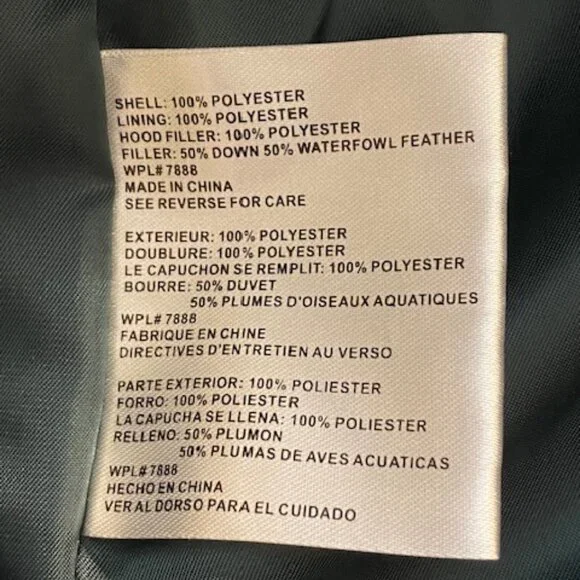 SHELL: 100% POLYESTER
LINING: 100% POLYESTER
HOOD FILLER: 100% POLYESTER
FILLER: 50% DOWN 50% WATERFOWL FEATHER
WPL# 7888
MADE IN CHINA
SEE REVERSE FOR CARE
EXTERIEUR: 100% POLYESTER
DOUBLURE: 100% POLYESTER
LE CAPUCHON SE REMPLIT: 100% POLYESTER
BOURRE: 50% DUVET
50% PLUMES D'OISEAUX AQUATIQUES
WPL# 7888
FABRIQUE EN CHINE
DIRECTIVES D'ENTRETIEN AU VERSO
PARTE EXTERIOR: 100% POLIESTER
FORRO: 100% POLIESTER
LA CAPUCHA SE LLENA: 100% POLIESTER
RELLENO: 50% PLUMON
50% PLUMAS DE AVES ACUATICAS
WPL# 7888
HECHO EN CHINA
VER AL DORSO PARA EL CUIDADO